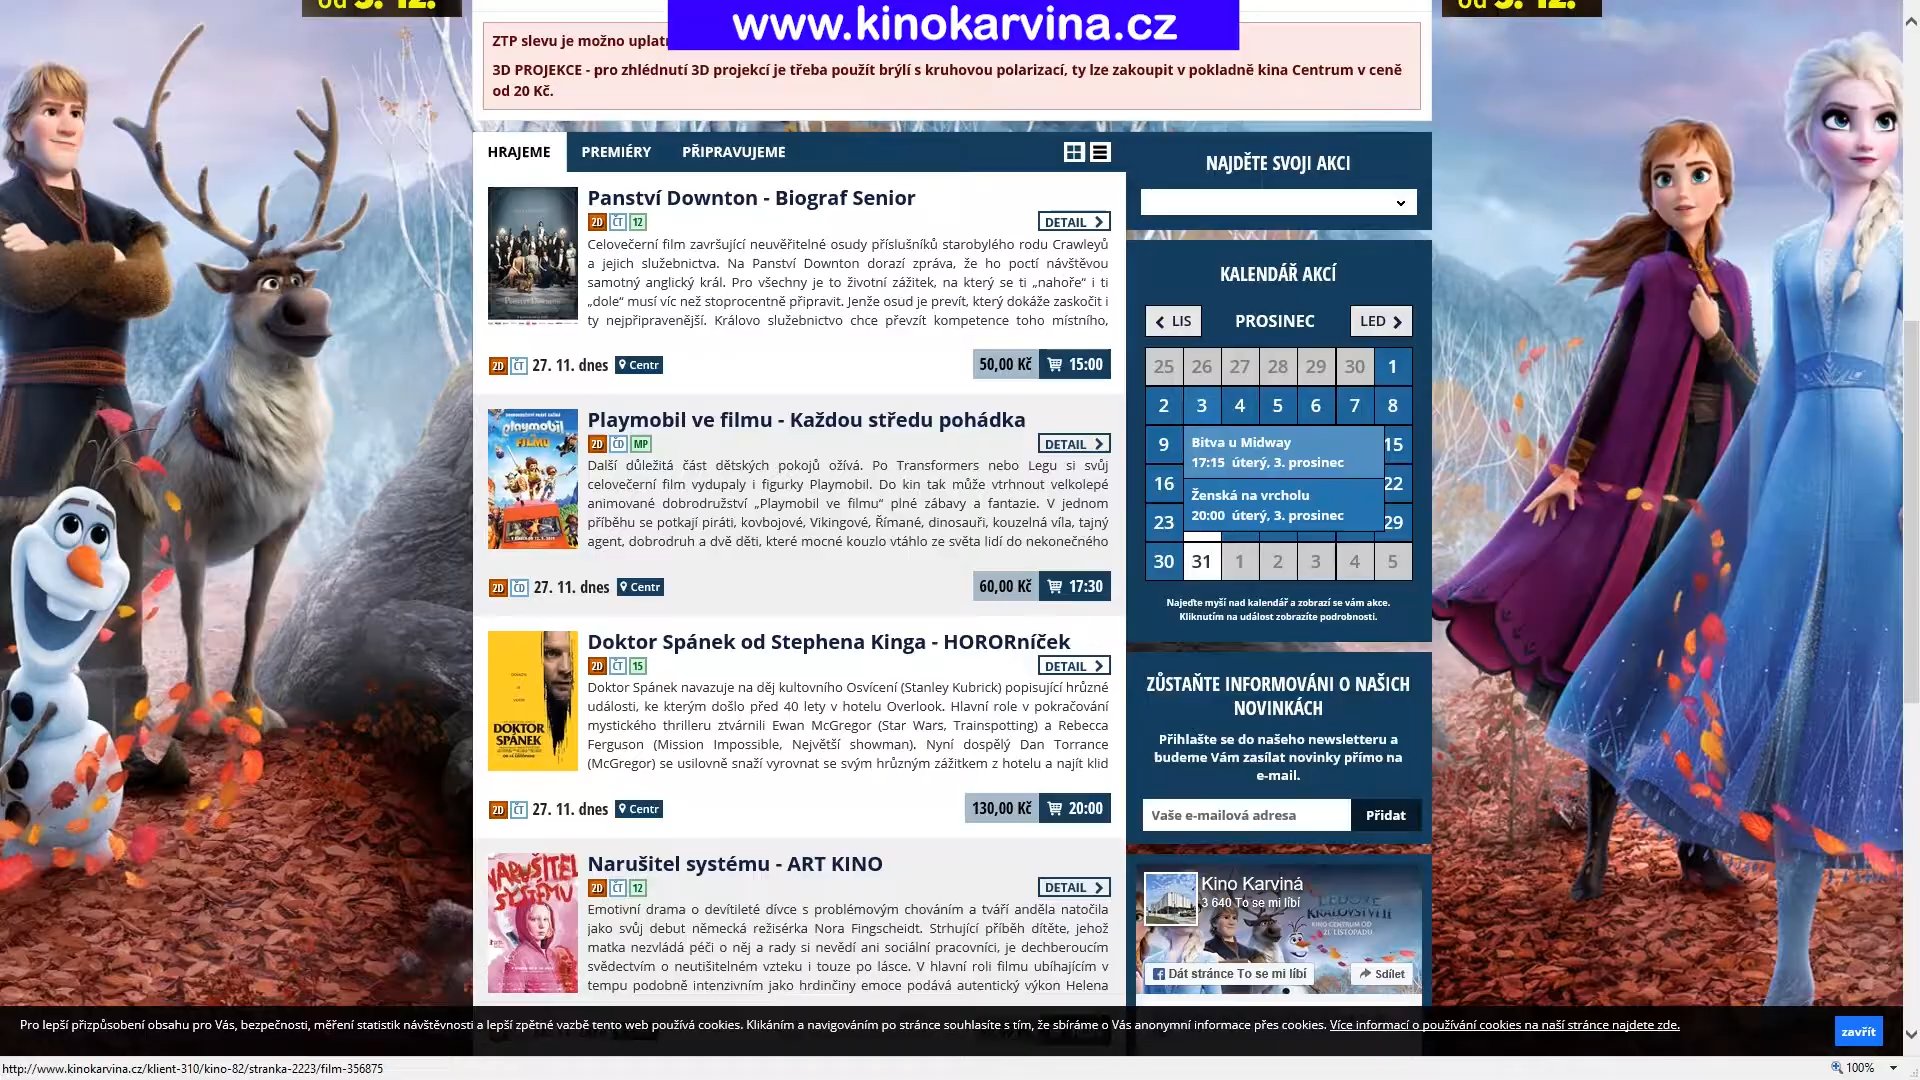 od 5. 12.
od 5. 12.
www.kinokarvina.cz
ZTP slevu je možno
3D PROJEKCE - pro zhlédnutí 3D projekcí je třeba použít brýlí s kruhovou polarizací, ty lze zakoupit v pokladně kina Centrum v ceně
od 20 Kč.
HRAJEME PREMIÉRY PŘIPRAVUJEME
Panství Downton - Biograf Senior
2D ČT 12 DETAIL
Celovečerní film završující neuvěřitelné osudy příslušníků starobylého rodu Crawleyů
a jejich služebnictva. Na Panství Downton dorazí zpráva, že ho poctí návštěvou
samotný anglický král. Pro všechny je to životní zážitek, na který se ti „nahoře“ i ti
„dole“ musí víc než stoprocentně připravit. Jenže osud je prevít, který dokáže zaskočit i
ty nejpřipravenější. Královo služebnictvo chce převzít kompetence toho místního,
2D ČT 27. 11. dnes Centr 50,00 Kč 15:00
playmobil
ve FILMU
Playmobil ve filmu - Každou středu pohádka
2D ČD MP DETAIL
Další důležitá část dětských pokojů ožívá. Po Transformers nebo Legu si svůj
celovečerní film vydupaly i figurky Playmobil. Do kin tak může vtrhnout velkolepé
animované dobrodružství „Playmobil ve filmu“ plné zábavy a fantazie. V jednom
příběhu se potkají piráti, kovbojové, Vikingové, Římané, dinosauři, kouzelná víla, tajný
agent, dobrodruh a dvě děti, které mocné kouzlo vtáhlo ze světa lidí do nekonečného
2D ČD 27. 11. dnes Centr 60,00 Kč 17:30
DOKTOR
SPÁNEK
Doktor Spánek od Stephena Kinga - HORORníček
2D ČT 15 DETAIL
Doktor Spánek navazuje na děj kultovního Osvícení (Stanley Kubrick) popisující hrůzné
události, ke kterým došlo před 40 lety v hotelu Overlook. Hlavní role v pokračování
mystického thrilleru ztvárnili Ewan McGregor (Star Wars, Trainspotting) a Rebecca
Ferguson (Mission Impossible, Největší showman). Nyní dospělý Dan Torrance
(McGregor) se usilovně snaží vyrovnat se svým hrůzným zážitkem z hotelu a najít klid
2D ČT 27. 11. dnes Centr 130,00 Kč 20:00
NARUŠITEL
SYSTÉMU
Narušitel systému - ART KINO
2D ČT 12 DETAIL
Emotivní drama o devítileté dívce s problémovým chováním a tváří anděla natočila
jako svůj debut německá režisérka Nora Fingscheidt. Strhující příběh dítěte, jehož
matka nezvládá péči o něj a rady si nevědí ani sociální pracovníci, je dechberoucím
svědectvím o neutišitelném vzteku i touze po lásce. V hlavní roli filmu ubíhajícím v
tempu podobně intenzivním jako hrdinčiny emoce podává autentický výkon Helena
NAJDĚTE SVOJI AKCI
KALENDÁŘ AKCÍ
LIS PROSINEC LED
25 26 27 28 29 30 1
2 3 4 5 6 7 8
9 15
16 22
23 29
30 31 1 2 3 4 5
Bitva u Midway
17:15 úterý, 3. prosinec
Ženská na vrcholu
20:00 úterý, 3. prosinec
Najeďte myší nad kalendář a zobrazí se vám akce.
Kliknutím na událost zobrazíte podrobnosti.
ZŮSTAŇTE INFORMOVÁNI O NAŠICH
NOVINKÁCH
Přihlašte se do našeho newsletteru a
budeme Vám zasílat novinky přímo na
e-mail.
Vaše e-mailová adresa Přidat
Kino Karviná
3 640 To se mi líbí
LEDOVÉ
KRÁLOVSTVÍ II
KINO CENTRUM OD
21. LISTOPADU
Dát stránce To se mi líbí Sdílet
Pro lepší přizpůsobení obsahu pro Vás, bezpečnosti, měření statistik návštěvnosti a lepší zpětné vazbě tento web používá cookies. Klikáním a navigováním po stránce souhlasíte s tím, že sbíráme o Vás anonymní informace přes cookies. Více informací o používání cookies na naší stránce najdete zde.
zavřít
http://www.kinokarvina.cz/klient-310/kino-82/stranka-2223/film-356875
100%